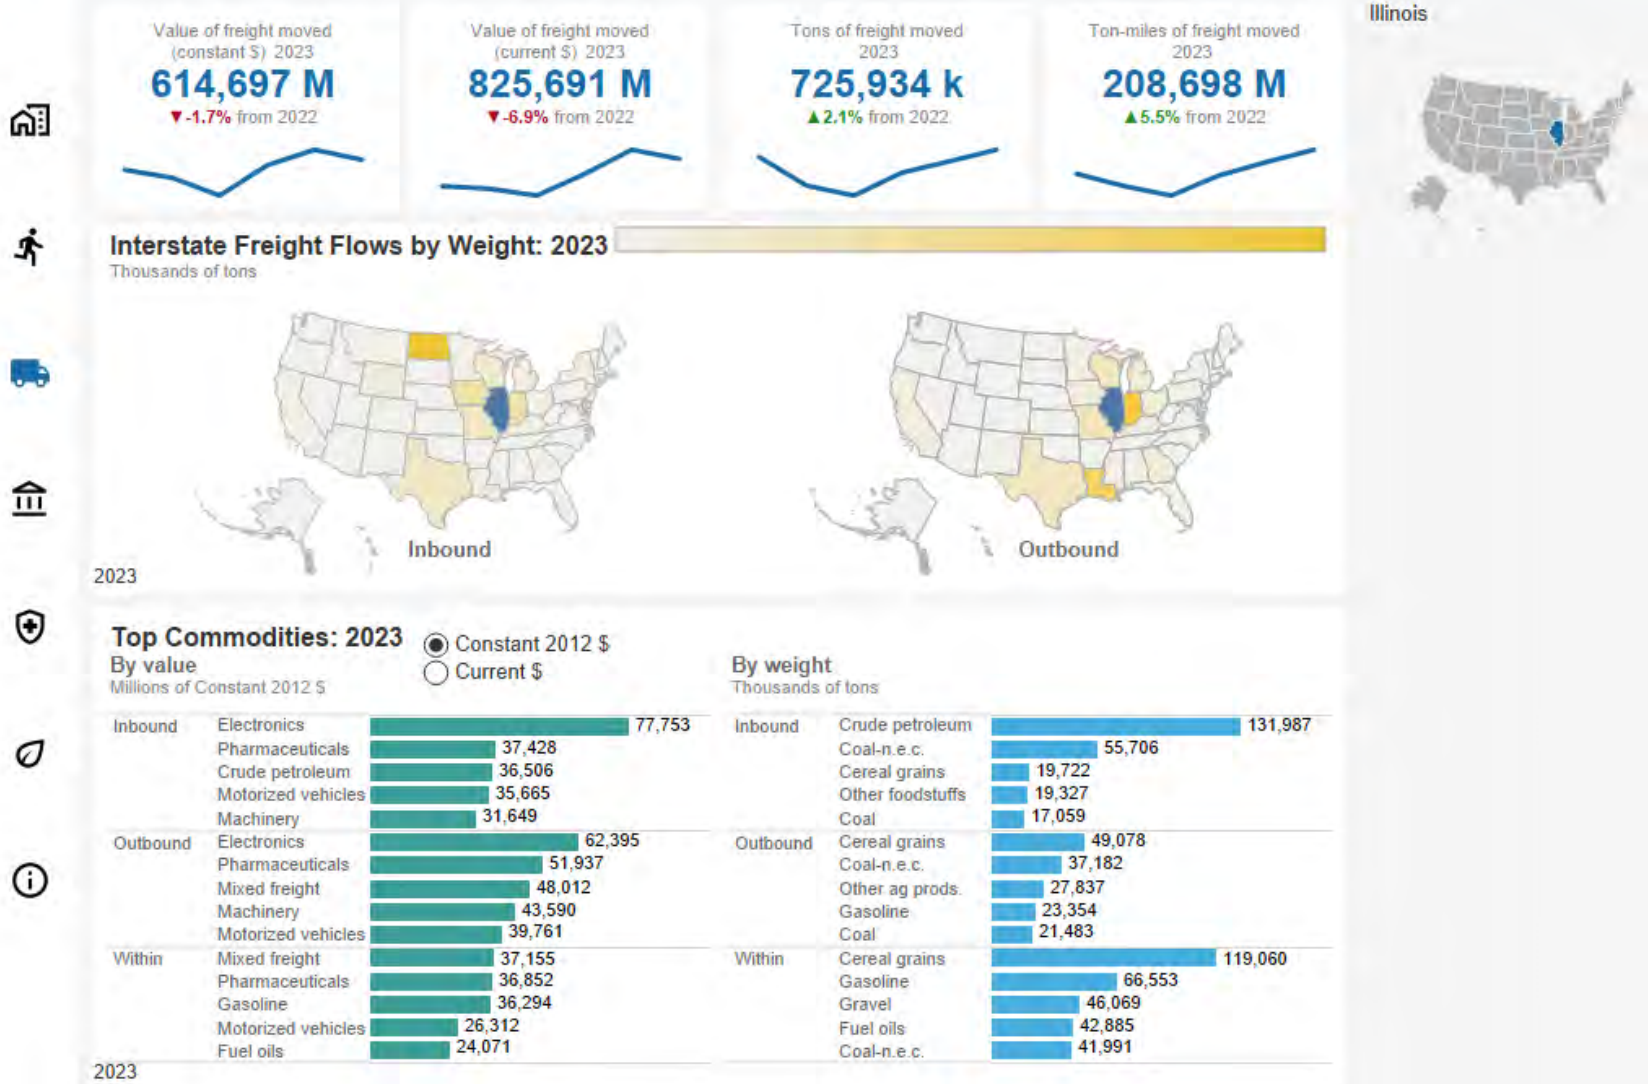 Illinois
Value of freight moved
(constant $) 2023
614,697 M
▼-1.7% from 2022
Value of freight moved
(current $) 2023
825,691 M
▼-6.9% from 2022
Tons of freight moved
2023
725,934 k
▲2.1% from 2022
Ton-miles of freight moved
2023
208,698 M
▲5.5% from 2022
Interstate Freight Flows by Weight: 2023
Thousands of tons
Inbound
Outbound
2023
Top Commodities: 2023
Constant 2012 $
Current $
By value
Millions of Constant 2012 $
Inbound Electronics 77,753
Pharmaceuticals 37,428
Crude petroleum 36,506
Motorized vehicles 35,665
Machinery 31,649
Outbound Electronics 62,395
Pharmaceuticals 51,937
Mixed freight 48,012
Machinery 43,590
Motorized vehicles 39,761
Within Mixed freight 37,155
Pharmaceuticals 36,852
Gasoline 36,294
Motorized vehicles 26,312
Fuel oils 24,071
By weight
Thousands of tons
Inbound Crude petroleum 131,987
Coal-n.e.c. 55,706
Cereal grains 19,722
Other foodstuffs 19,327
Coal 17,059
Outbound Cereal grains 49,078
Coal-n.e.c. 37,182
Other ag prods. 27,837
Gasoline 23,354
Coal 21,483
Within Cereal grains 119,060
Gasoline 66,553
Gravel 46,069
Fuel oils 42,885
Coal-n.e.c. 41,991
2023